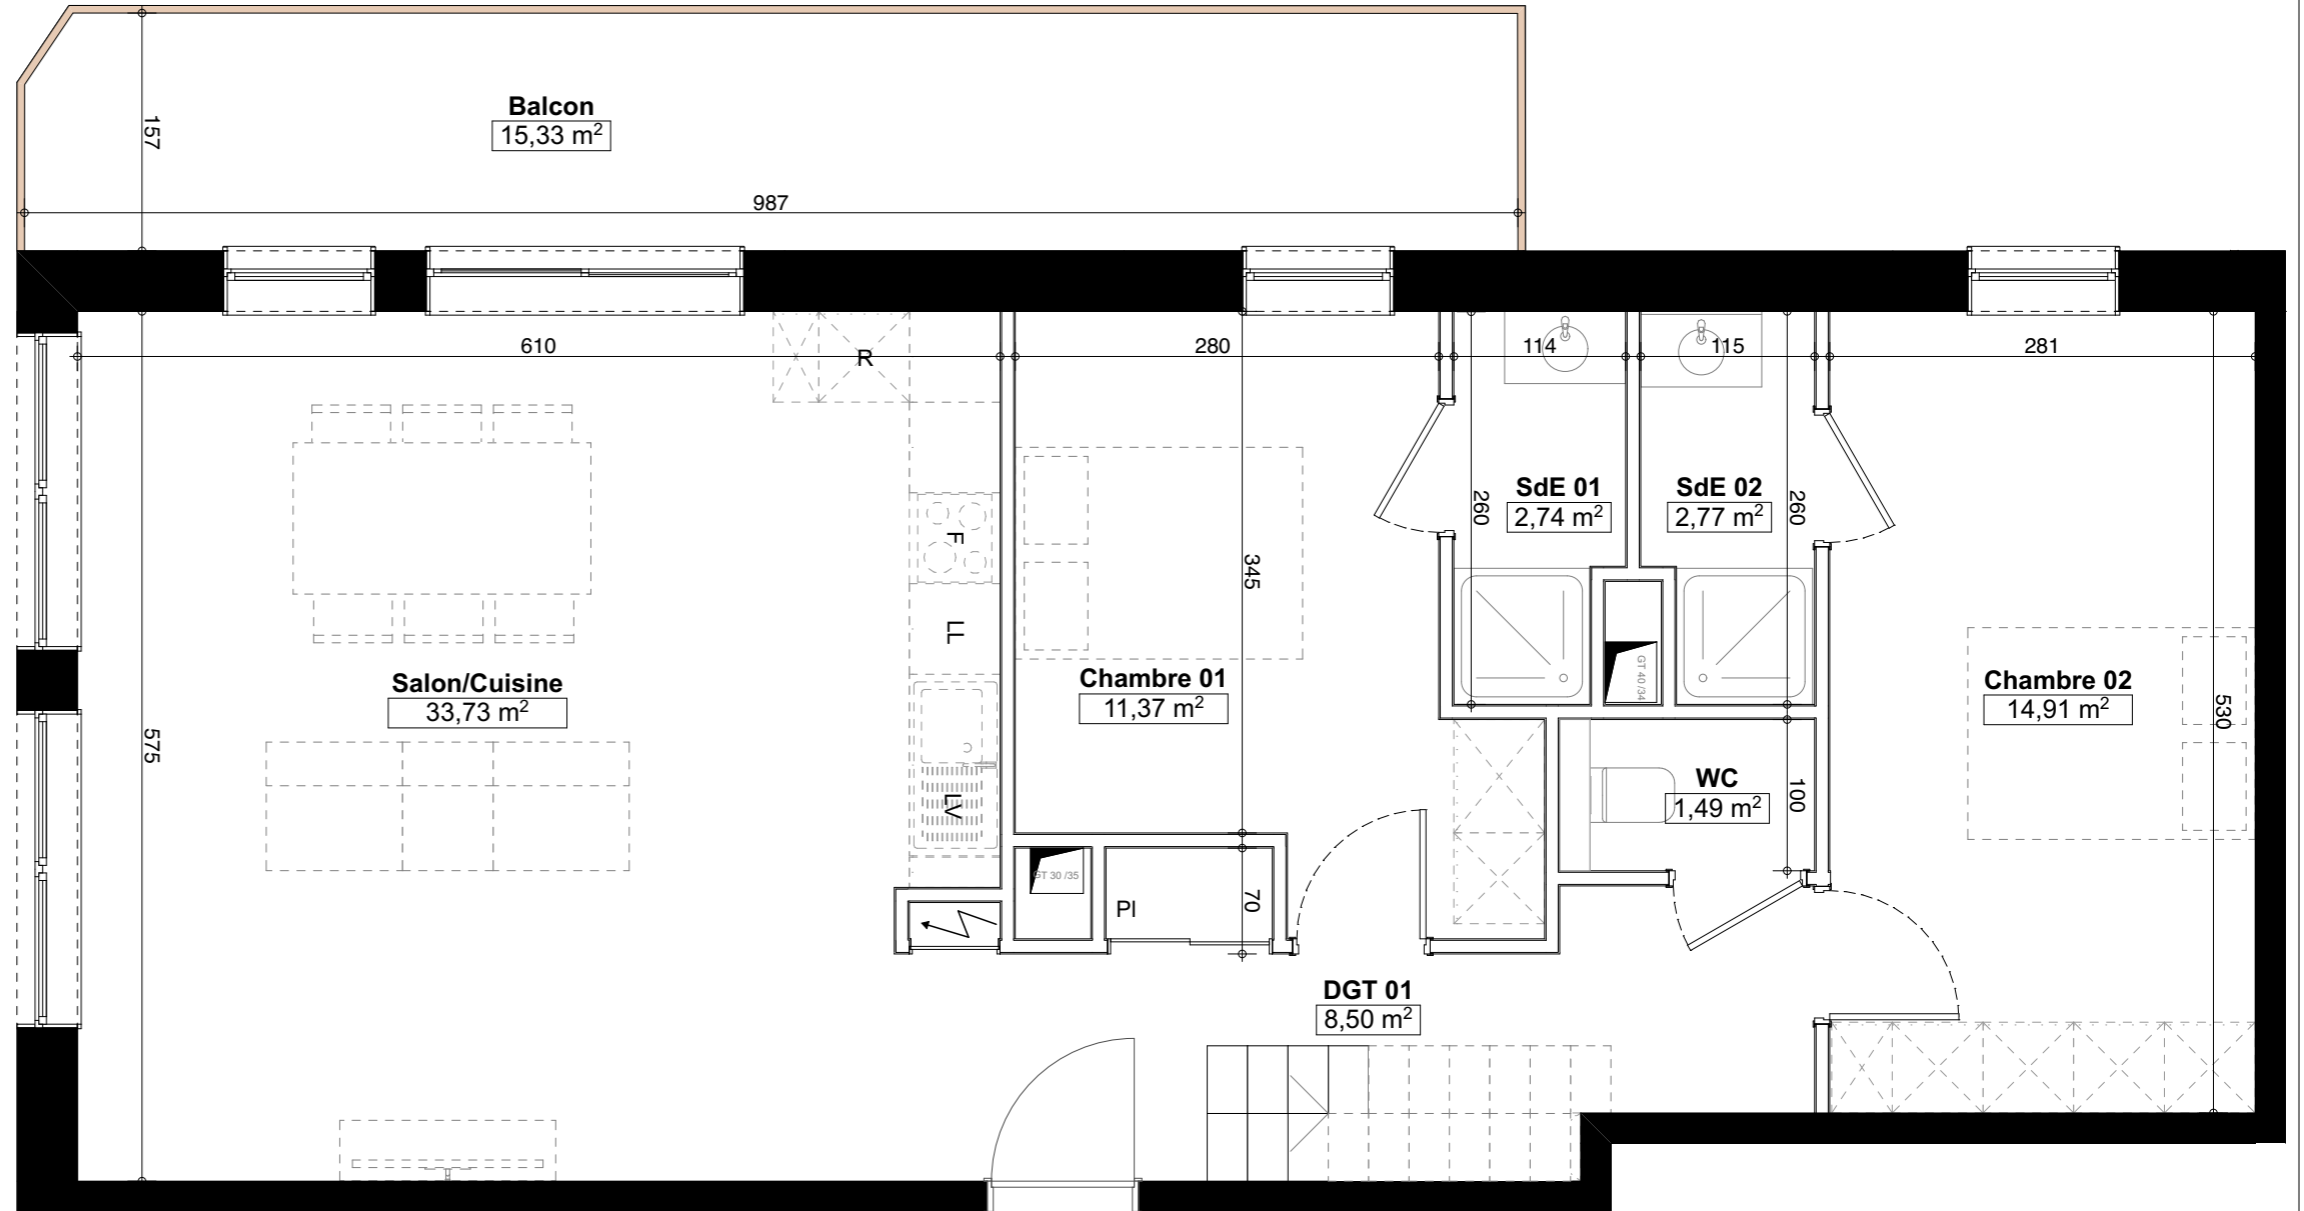 Balcon
15,33 m²
157
987
610
R
280
114
115
281
SdE 01
2,74 m²
SdE 02
2,77 m²
260
260
F
345
LL
GT 40 /34
Salon/Cuisine
33,73 m²
Chambre 01
11,37 m²
Chambre 02
14,91 m²
530
575
WC
1,49 m²
100
LV
GT 30 /35
Pl
70
DGT 01
8,50 m²